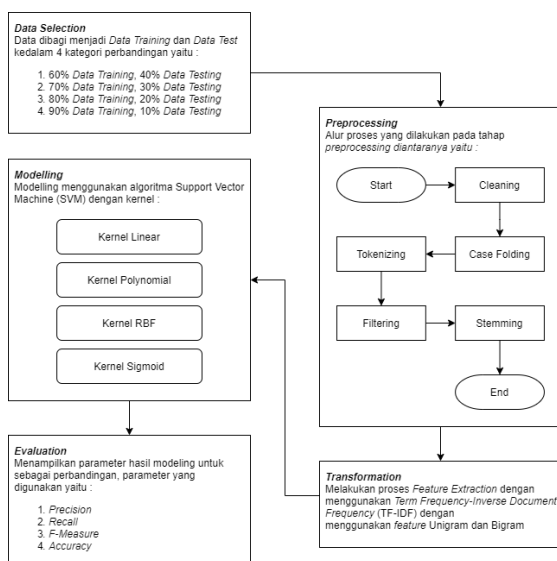 Data Selection
Data dibagi menjadi Data Training dan Data Test
kedalam 4 kategori perbandingan yaitu :
1. 60% Data Training, 40% Data Testing
2. 70% Data Training, 30% Data Testing
3. 80% Data Training, 20% Data Testing
4. 90% Data Training, 10% Data Testing
Preprocessing
Alur proses yang dilakukan pada tahap
preprocessing diantaranya yaitu :
Start
Cleaning
Tokenizing
Case Folding
Filtering
Stemming
End
Transformation
Melakukan proses Feature Extraction dengan
menggunakan Term Frequency-Inverse Document
Frequency (TF-IDF) dengan
menggunakan feature Unigram dan Bigram
Modelling
Modelling menggunakan algoritma Support Vector
Machine (SVM) dengan kernel :
Kernel Linear
Kernel Polynomial
Kernel RBF
Kernel Sigmoid
Evaluation
Menampilkan parameter hasil modeling untuk
sebagai perbandingan, parameter yang
digunakan yaitu :
1. Precision
2. Recall
3. F-Measure
4. Accuracy